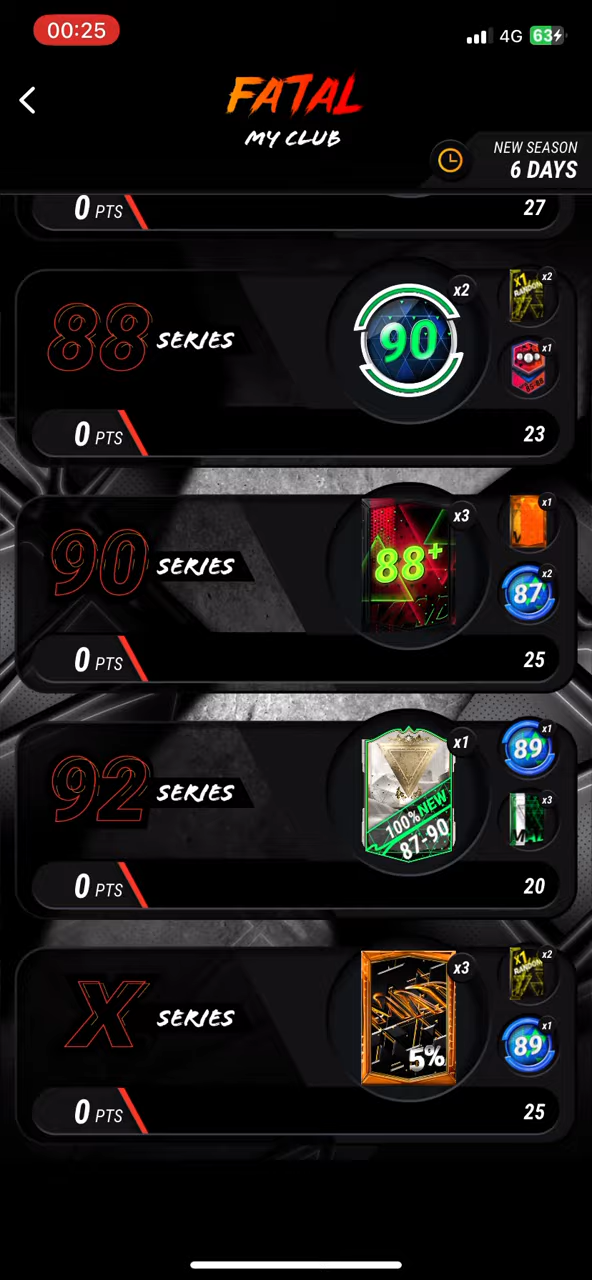 00:25
4G 63
FATAL
MY CLUB
NEW SEASON
6 DAYS
0 PTS
27
88 SERIES
90
x2
x7
RANDOM
x2
x1
0 PTS
23
90 SERIES
88+
x3
x1
87
x2
0 PTS
25
92 SERIES
100% NEW
87-90
x1
89
x1
x3
0 PTS
20
X SERIES
5%
x3
x7
RANDOM
x2
89
x1
0 PTS
25